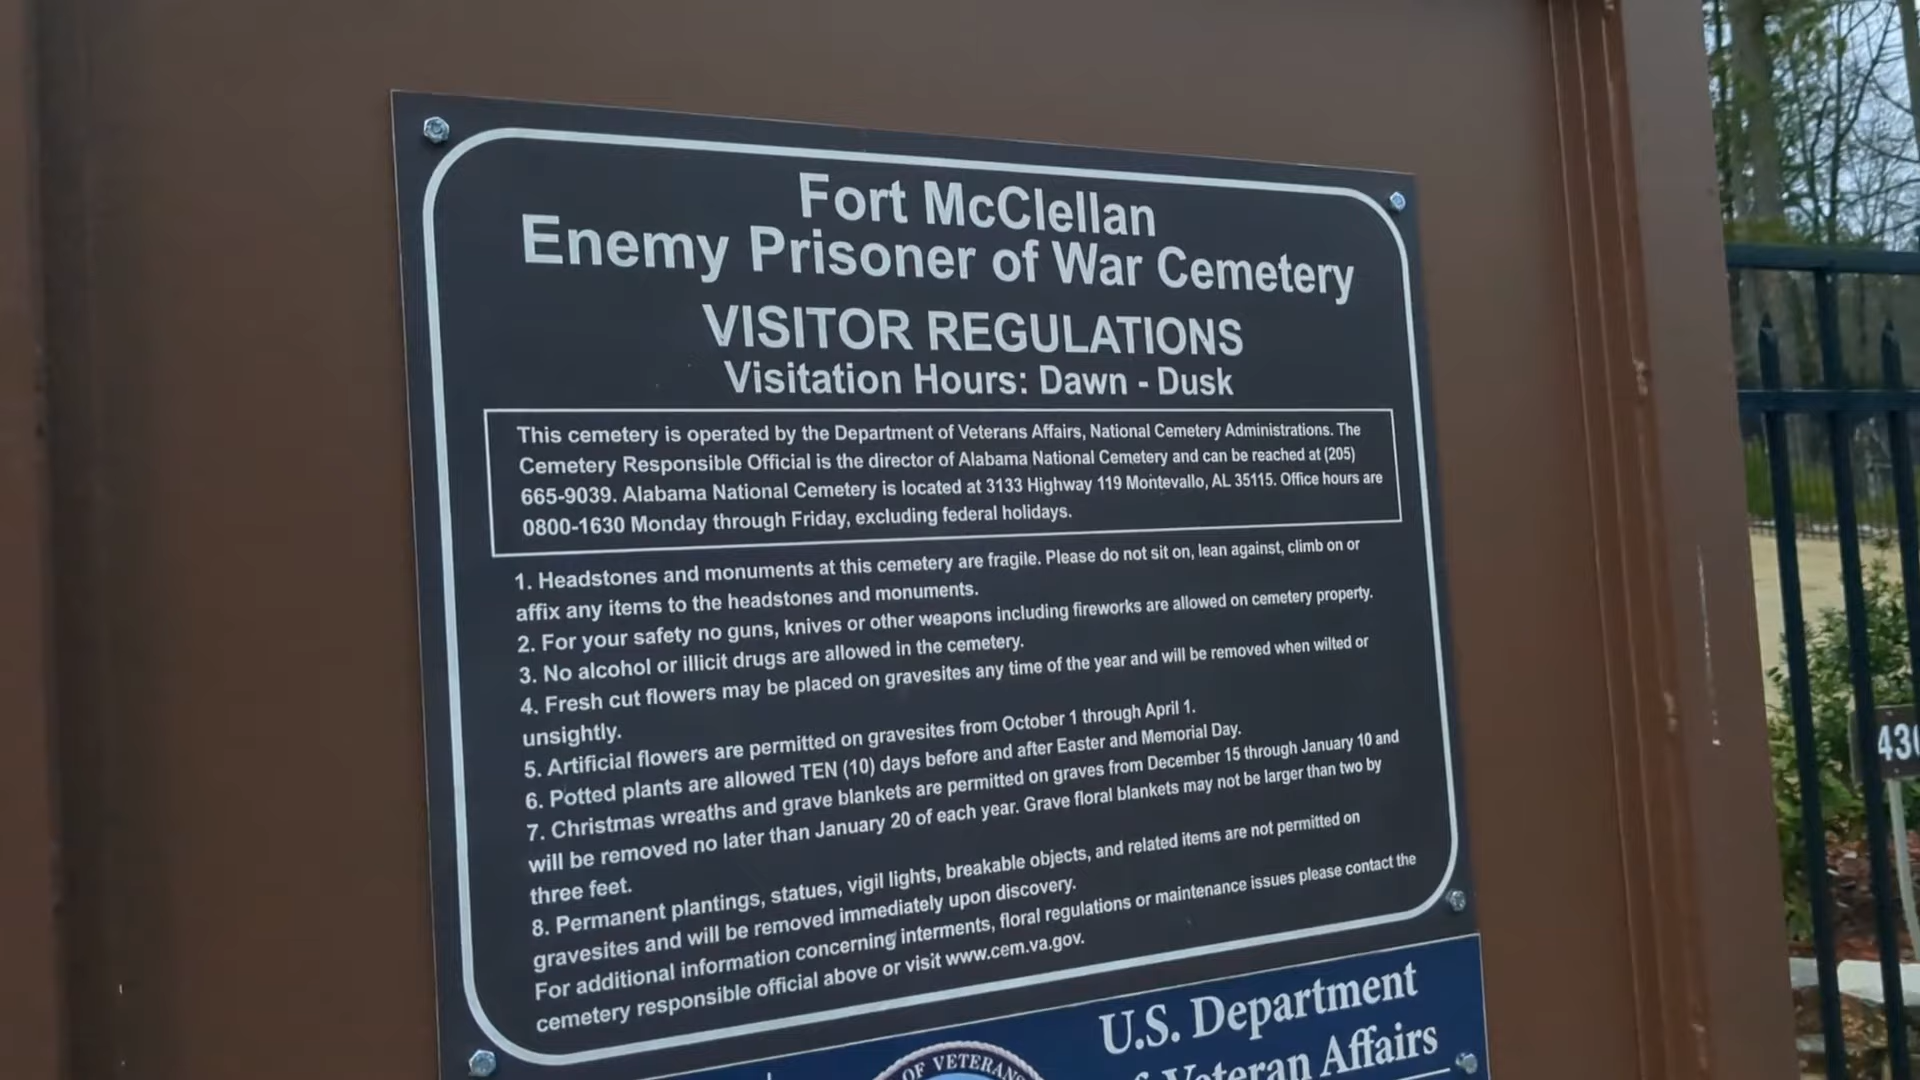 Fort McClellan
Enemy Prisoner of War Cemetery
VISITOR REGULATIONS
Visitation Hours: Dawn - Dusk
This cemetery is operated by the Department of Veterans Affairs, National Cemetery Administrations. The
Cemetery Responsible Official is the director of Alabama National Cemetery and can be reached at (205)
665-9039. Alabama National Cemetery is located at 3133 Highway 119 Montevallo, AL 35115. Office hours are
0800-1630 Monday through Friday, excluding federal holidays.
1. Headstones and monuments at this cemetery are fragile. Please do not sit on, lean against, climb on or
affix any items to the headstones and monuments.
2. For your safety no guns, knives or other weapons including fireworks are allowed on cemetery property.
3. No alcohol or illicit drugs are allowed in the cemetery.
4. Fresh cut flowers may be placed on gravesites any time of the year and will be removed when wilted or
unsightly.
5. Artificial flowers are permitted on gravesites from October 1 through April 1.
6. Potted plants are allowed TEN (10) days before and after Easter and Memorial Day.
7. Christmas wreaths and grave blankets are permitted on graves from December 15 through January 10 and
will be removed no later than January 20 of each year. Grave floral blankets may not be larger than two by
three feet.
8. Permanent plantings, statues, vigil lights, breakable objects, and related items are not permitted on
gravesites and will be removed immediately upon discovery.
For additional information concerning interments, floral regulations or maintenance issues please contact the
cemetery responsible official above or visit www.cem.va.gov.
U.S. Department
Veteran Affairs
OF VETERANS
430